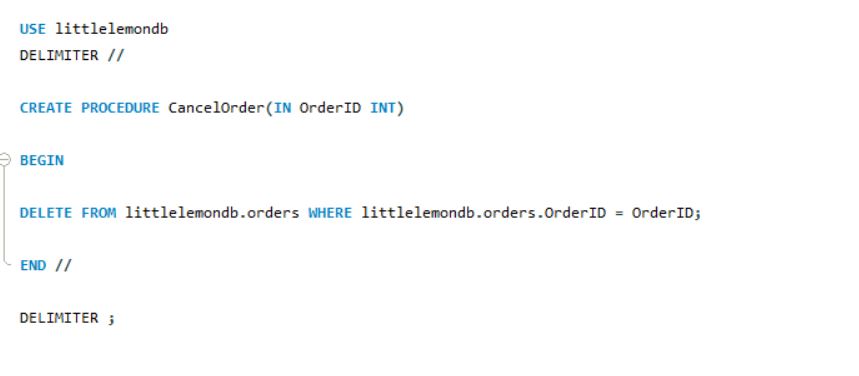 USE littlelemondb
DELIMITER //
CREATE PROCEDURE CancelOrder(IN OrderID INT)
BEGIN
DELETE FROM littlelemondb.orders WHERE littlelemondb.orders.OrderID = OrderID;
END //
DELIMITER ;